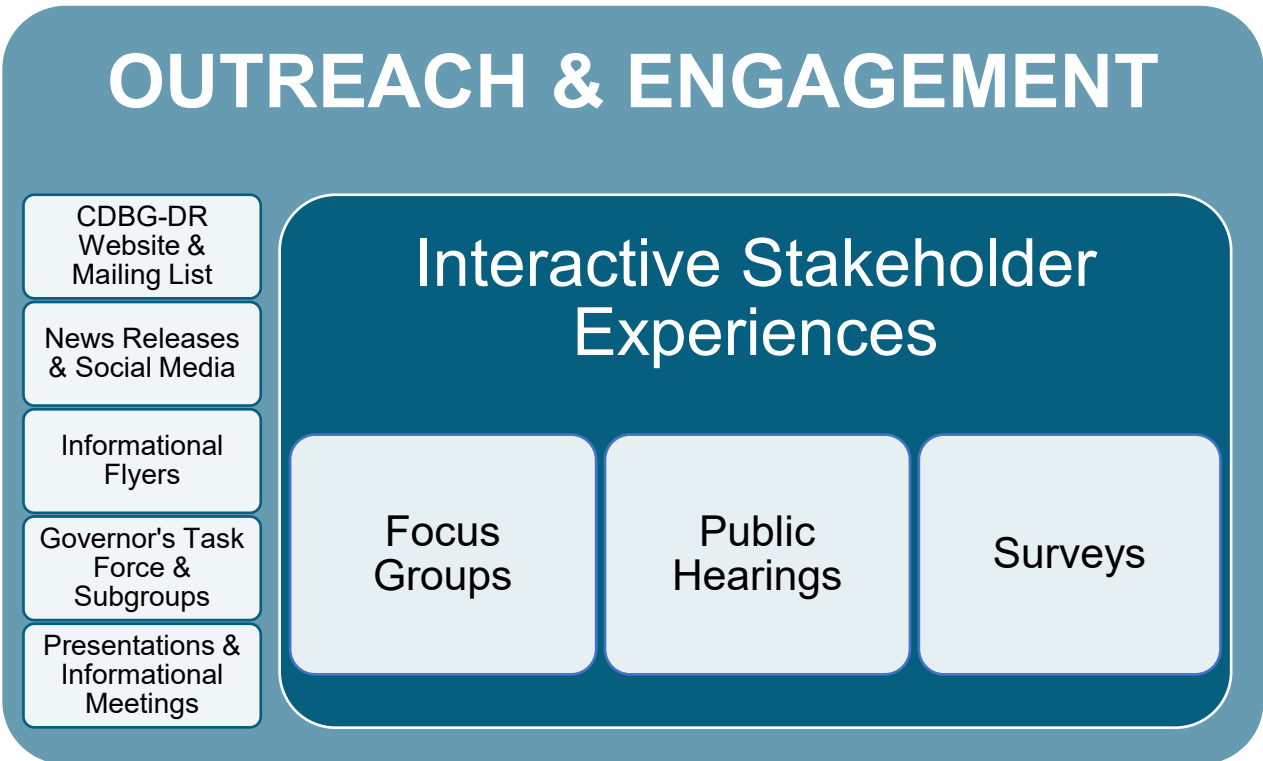 OUTREACH & ENGAGEMENT
CDBG-DR
Website &
Mailing List
News Releases
& Social Media
Informational
Flyers
Governor's Task
Force &
Subgroups
Presentations &
Informational
Meetings
Interactive Stakeholder
Experiences
Focus
Groups
Public
Hearings
Surveys